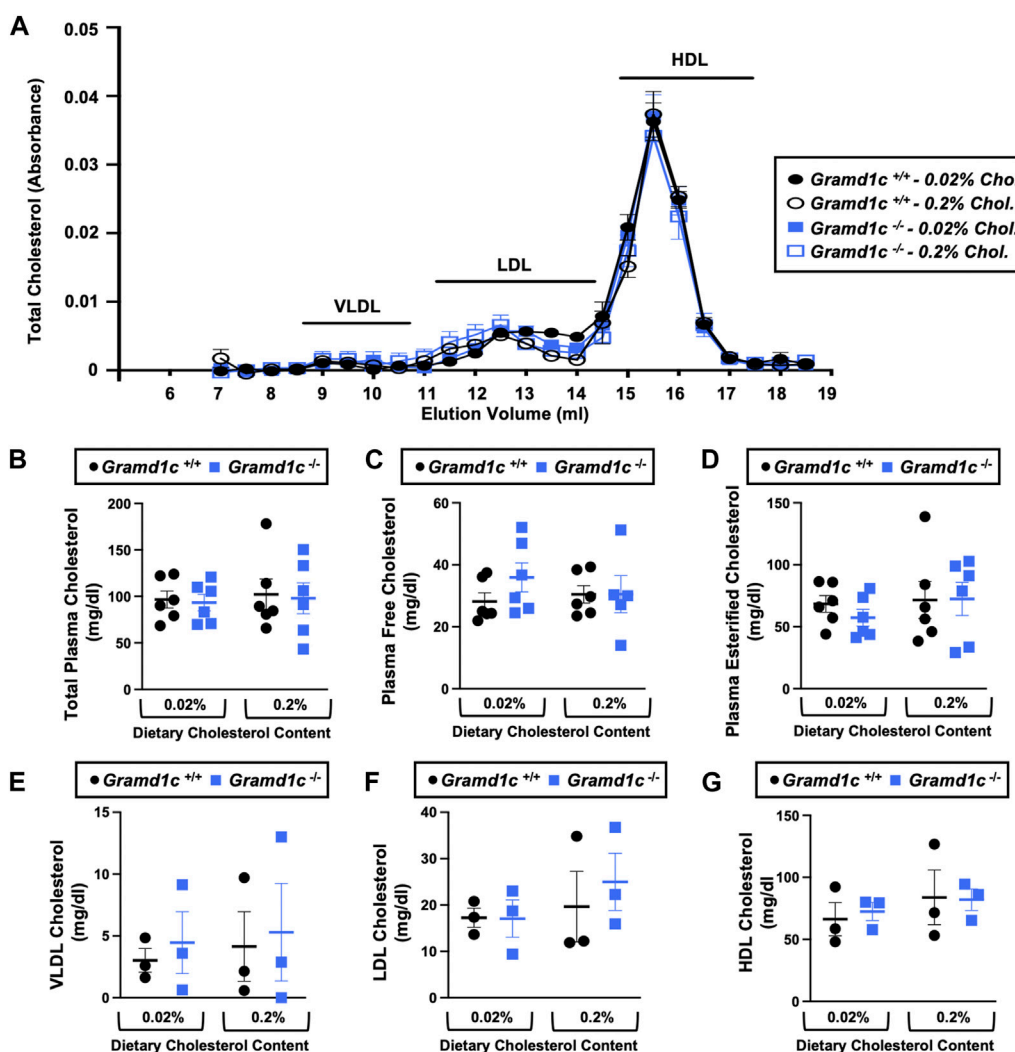 A
Total Cholesterol (Absorbance)
0.05
0.04
0.03
0.02
0.01
0
VLDL
LDL
HDL
6 7 8 9 10 11 12 13 14 15 16 17 18 19
Elution Volume (ml)
Gramd1c +/+ - 0.02% Chol.
Gramd1c +/+ - 0.2% Chol.
Gramd1c -/- - 0.02% Chol.
Gramd1c -/- - 0.2% Chol.
B
Gramd1c +/+ Gramd1c -/-
Total Plasma Cholesterol
(mg/dl)
200
150
100
50
0
0.02% 0.2%
Dietary Cholesterol Content
C
Gramd1c +/+ Gramd1c -/-
Plasma Free Cholesterol
(mg/dl)
60
40
20
0
0.02% 0.2%
Dietary Cholesterol Content
D
Gramd1c +/+ Gramd1c -/-
Plasma Esterified Cholesterol
(mg/dl)
150
100
50
0
0.02% 0.2%
Dietary Cholesterol Content
E
Gramd1c +/+ Gramd1c -/-
VLDL Cholesterol
(mg/dl)
15
10
5
0
0.02% 0.2%
Dietary Cholesterol Content
F
Gramd1c +/+ Gramd1c -/-
LDL Cholesterol
(mg/dl)
40
30
20
10
0
0.02% 0.2%
Dietary Cholesterol Content
G
Gramd1c +/+ Gramd1c -/-
HDL Cholesterol
(mg/dl
150
100
50
0
0.02% 0.2%
Dietary Cholesterol Content